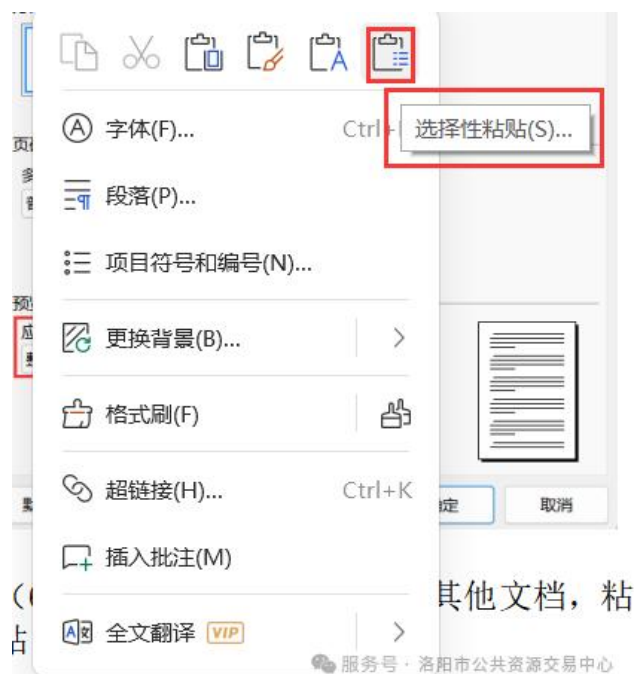 选择性粘贴(S)...
字体(F)... Ctrl+
段落(P)...
项目符号和编号(N)...
更换背景(B)...
格式刷(F)
超链接(H)... Ctrl+K
取消
插入批注(M)
其他文档，粘
全文翻译 VIP
服务号 · 洛阳市公共资源交易中心